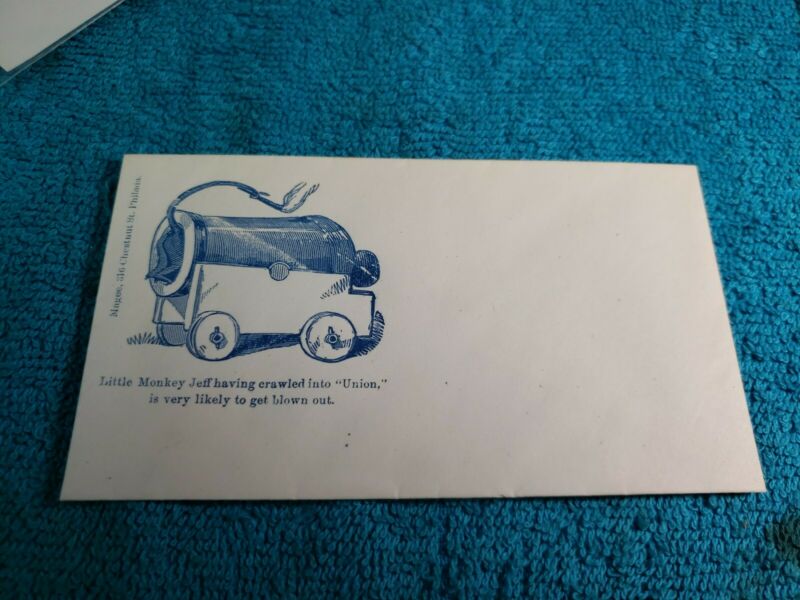 Magee, 316 Chestnut St. Philada.
Little Monkey Jeff having crawled into "Union,"
is very likely to get blown out.